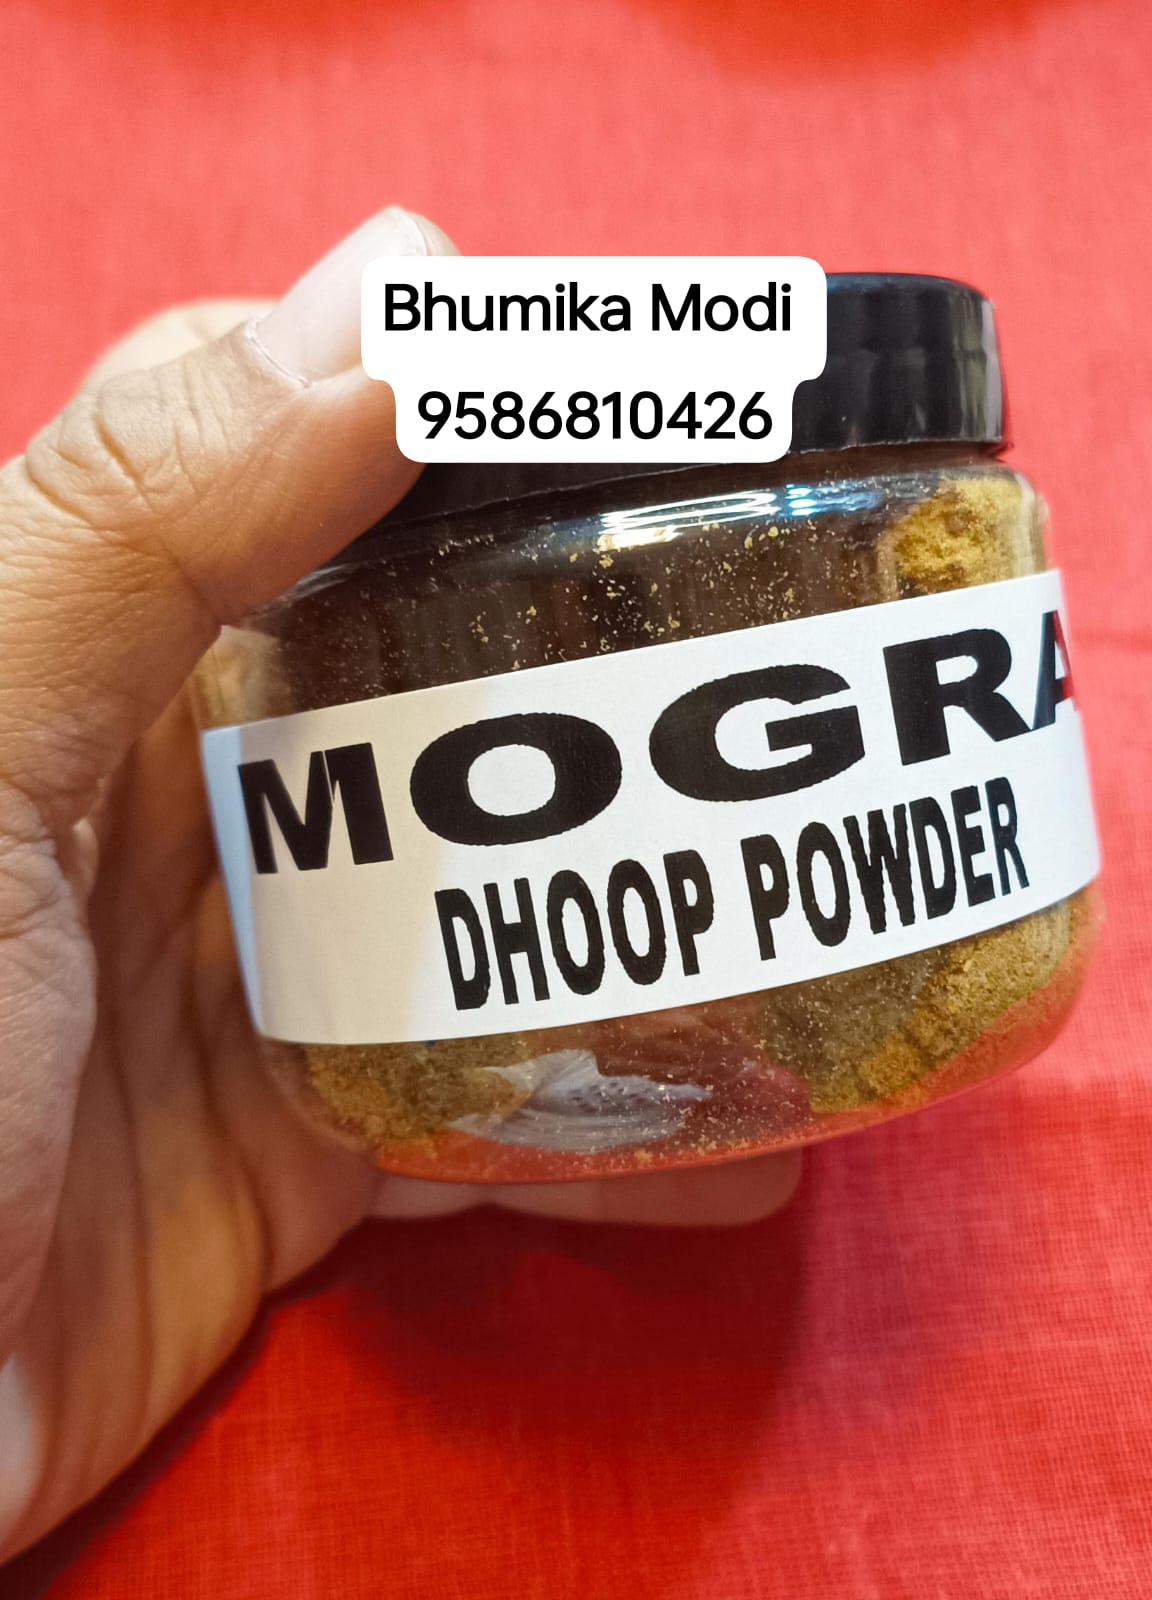 Bhumika Modi
9586810426
MOGRA
DHOOP POWDER